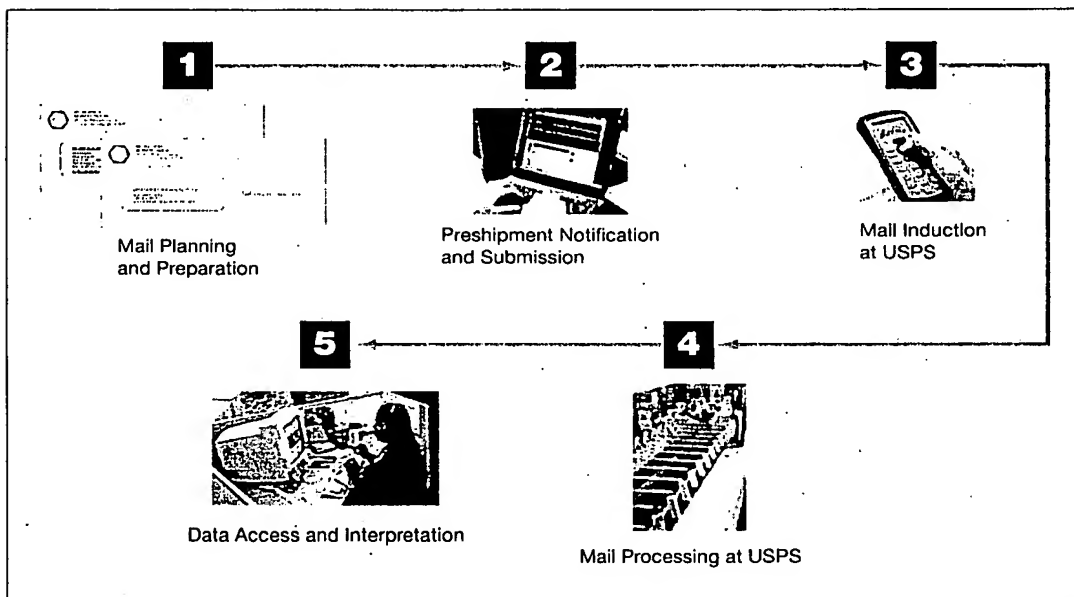 1
2
3
Mail Planning
and Preparation
Preshipment Notification
and Submission
Mail Induction
at USPS
5
4
Data Access and Interpretation
Mail Processing at USPS